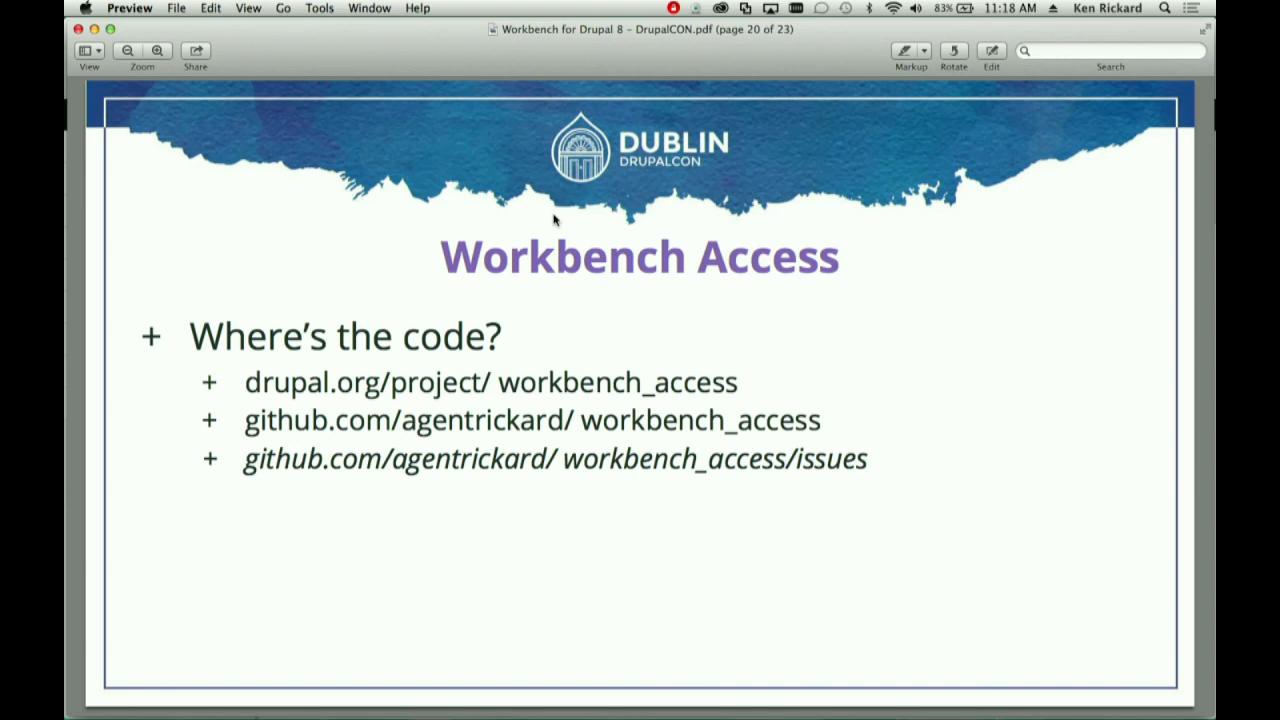 Preview File Edit View Go Tools Window Help 83% 11:18 AM Ken Rickard
Workbench for Drupal 8 – DrupalCON.pdf (page 20 of 23)
View Zoom Share Markup Rotate Edit Search
DUBLIN
DRUPALCON
Workbench Access
+ Where's the code?
+ drupal.org/project/ workbench_access
+ github.com/agentrickard/ workbench_access
+ github.com/agentrickard/ workbench_access/issues